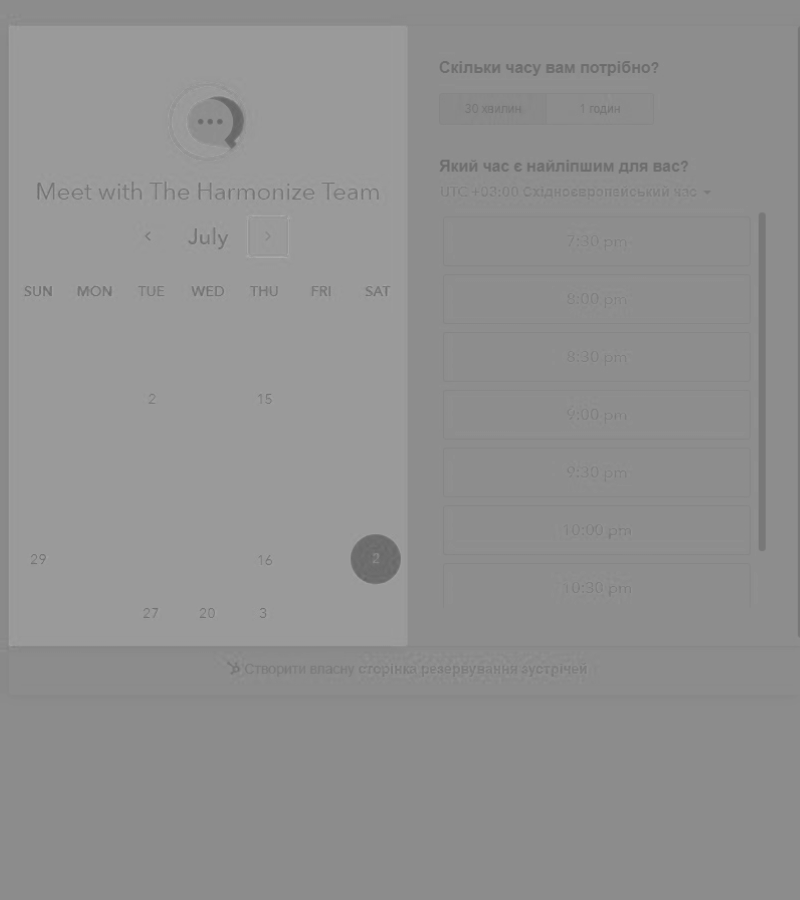 Meet with The Harmonize Team
July
SUN MON TUE WED THU FRI SAT
2 15
29 16 2
27 20 3
Скільки часу вам потрібно?
30 хвилин 1 годин
Який час є найліпшим для вас?
UTC +03:00 Східноєвропейський час
7:30 pm
8:00 pm
8:30 pm
9:00 pm
9:30 pm
10:00 pm
10:30 pm
Створити власну сторінка резервування зустрічей